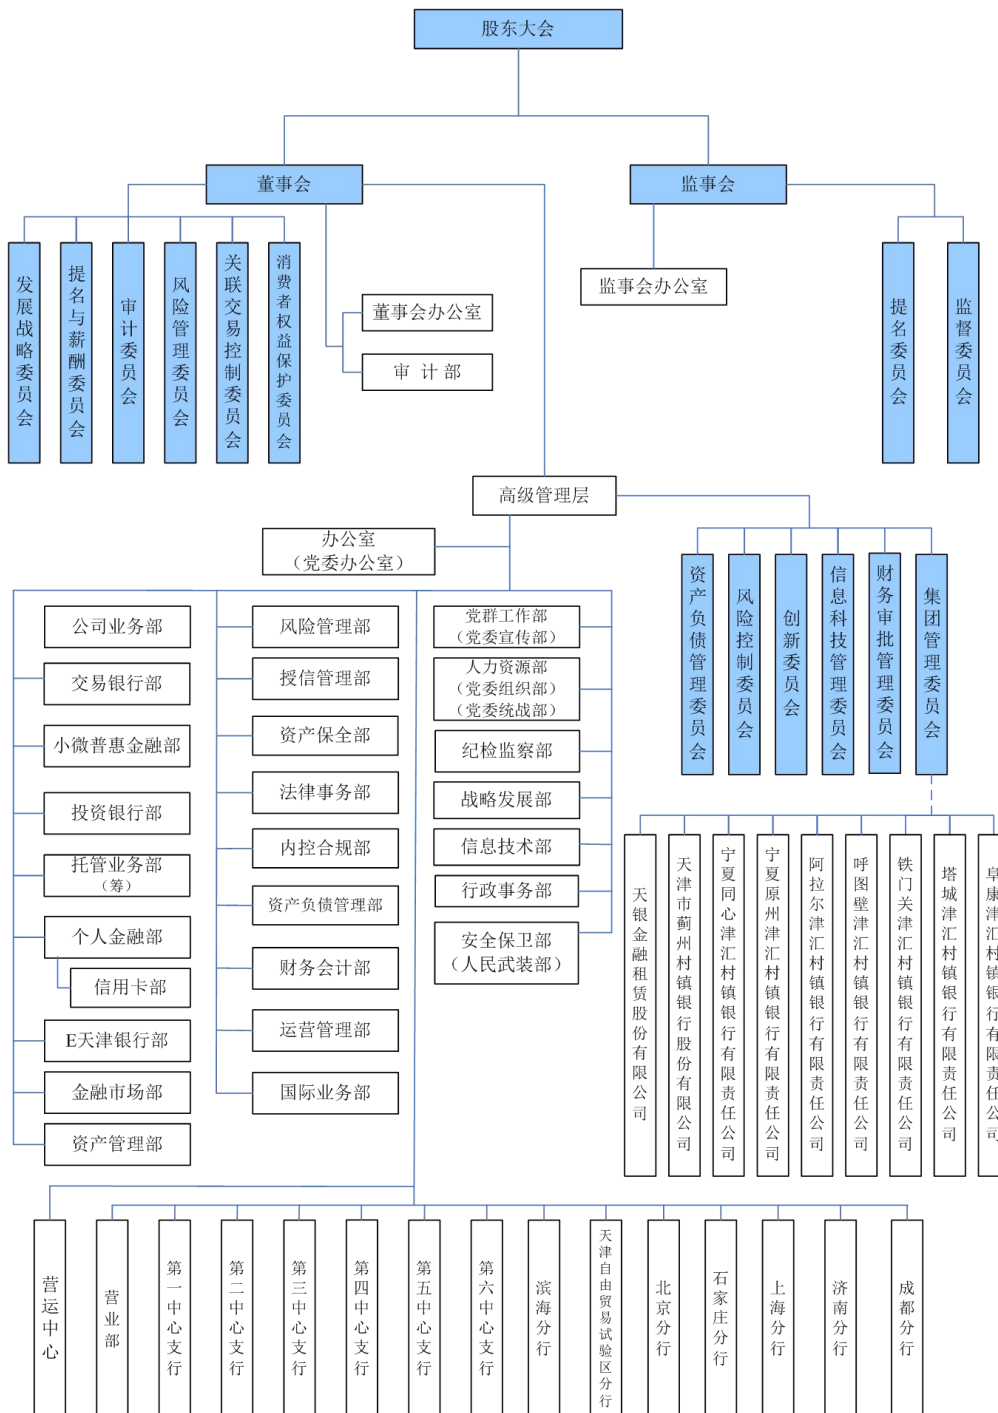 股东大会
董事会
监事会
发展战略委员会
提名与薪酬委员会
审计委员会
风险管理委员会
关联交易控制委员会
消费者权益保护委员会
董事会办公室
审 计 部
监事会办公室
提名委员会
监督委员会
高级管理层
办公室
（党委办公室）
资产负债管理委员会
风险控制委员会
创新委员会
信息科技管理委员会
财务审批管理委员会
集团管理委员会
公司业务部
交易银行部
小微普惠金融部
投资银行部
托管业务部
（筹）
个人金融部
信用卡部
E天津银行部
金融市场部
资产管理部
风险管理部
授信管理部
资产保全部
法律事务部
内控合规部
资产负债管理部
财务会计部
运营管理部
国际业务部
党群工作部
（党委宣传部）
人力资源部
（党委组织部）
（党委统战部）
纪检监察部
战略发展部
信息技术部
行政事务部
安全保卫部
（人民武装部）
天银金融租赁股份有限公司
天津市蓟州村镇银行股份有限公司
宁夏同心津汇村镇银行有限责任公司
宁夏原州津汇村镇银行有限责任公司
阿拉尔津汇村镇银行有限责任公司
呼图壁津汇村镇银行有限责任公司
铁门关津汇村镇银行有限责任公司
塔城津汇村镇银行有限责任公司
阜康津汇村镇银行有限责任公司
营运中心
营业部
第一中心支行
第二中心支行
第三中心支行
第四中心支行
第五中心支行
第六中心支行
滨海分行
天津自由贸易试验区分行
北京分行
石家庄分行
上海分行
济南分行
成都分行